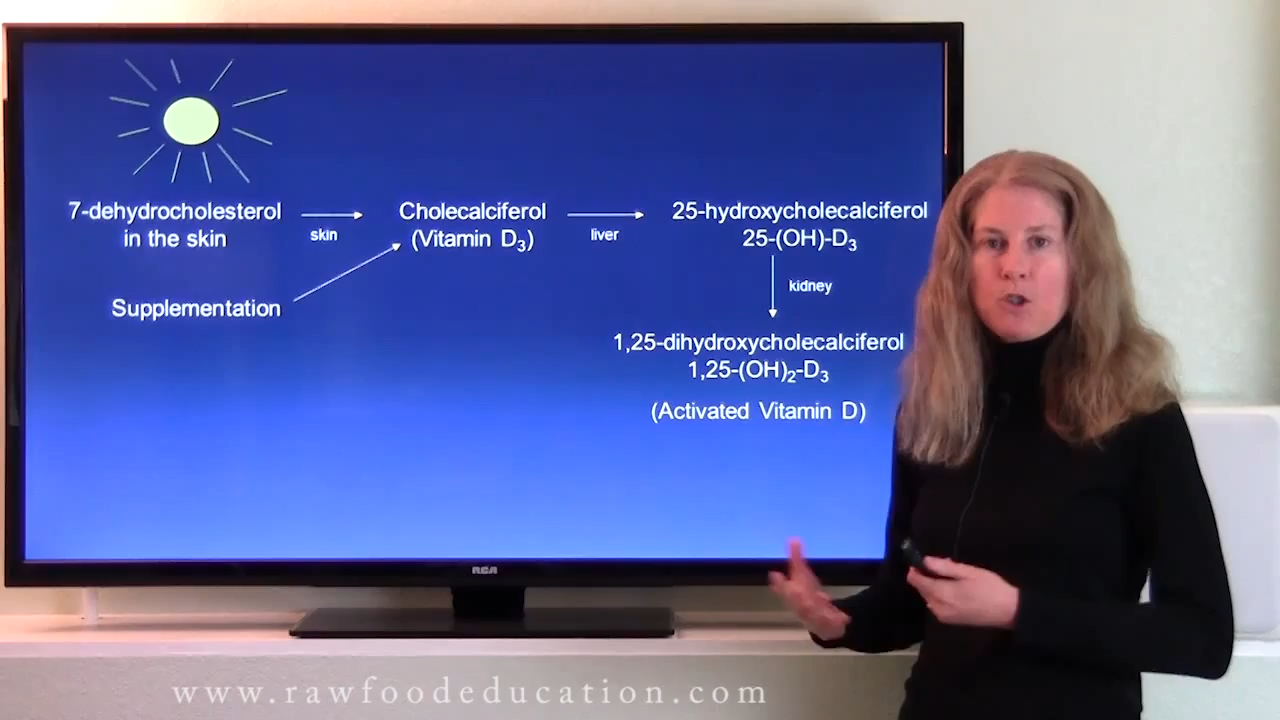 7-dehydrocholesterol
in the skin
skin
Cholecalciferol
(Vitamin D₃)
liver
25-hydroxycholecalciferol
25-(OH)-D₃
Supplementation
kidney
1,25-dihydroxycholecalciferol
1,25-(OH)₂-D₃
(Activated Vitamin D)
RCA
www.rawfoodeducation.com